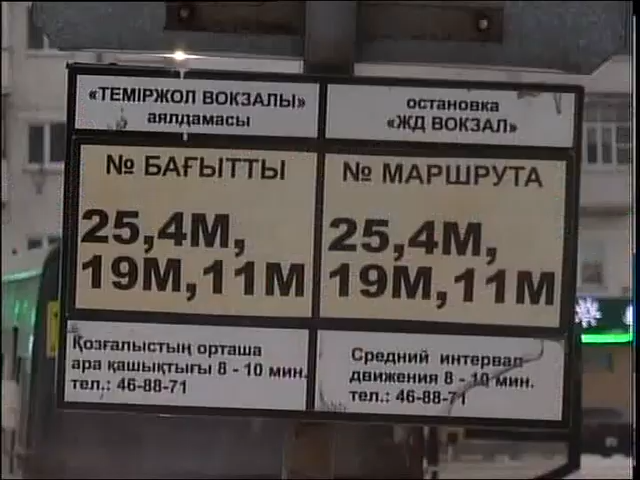 «ТЕМІРЖОЛ ВОКЗАЛЫ»
аялдамасы
№ БАҒЫТТЫ
25,4М,
19М,11М
Қозғалыстың орташа
ара қашықтығы 8 - 10 мин.
тел.: 46-88-71
остановка
«ЖД ВОКЗАЛ»
№ МАРШРУТА
25,4М,
19М,11М
Средний интервал
движения 8 - 10 мин.
тел.: 46-88-71